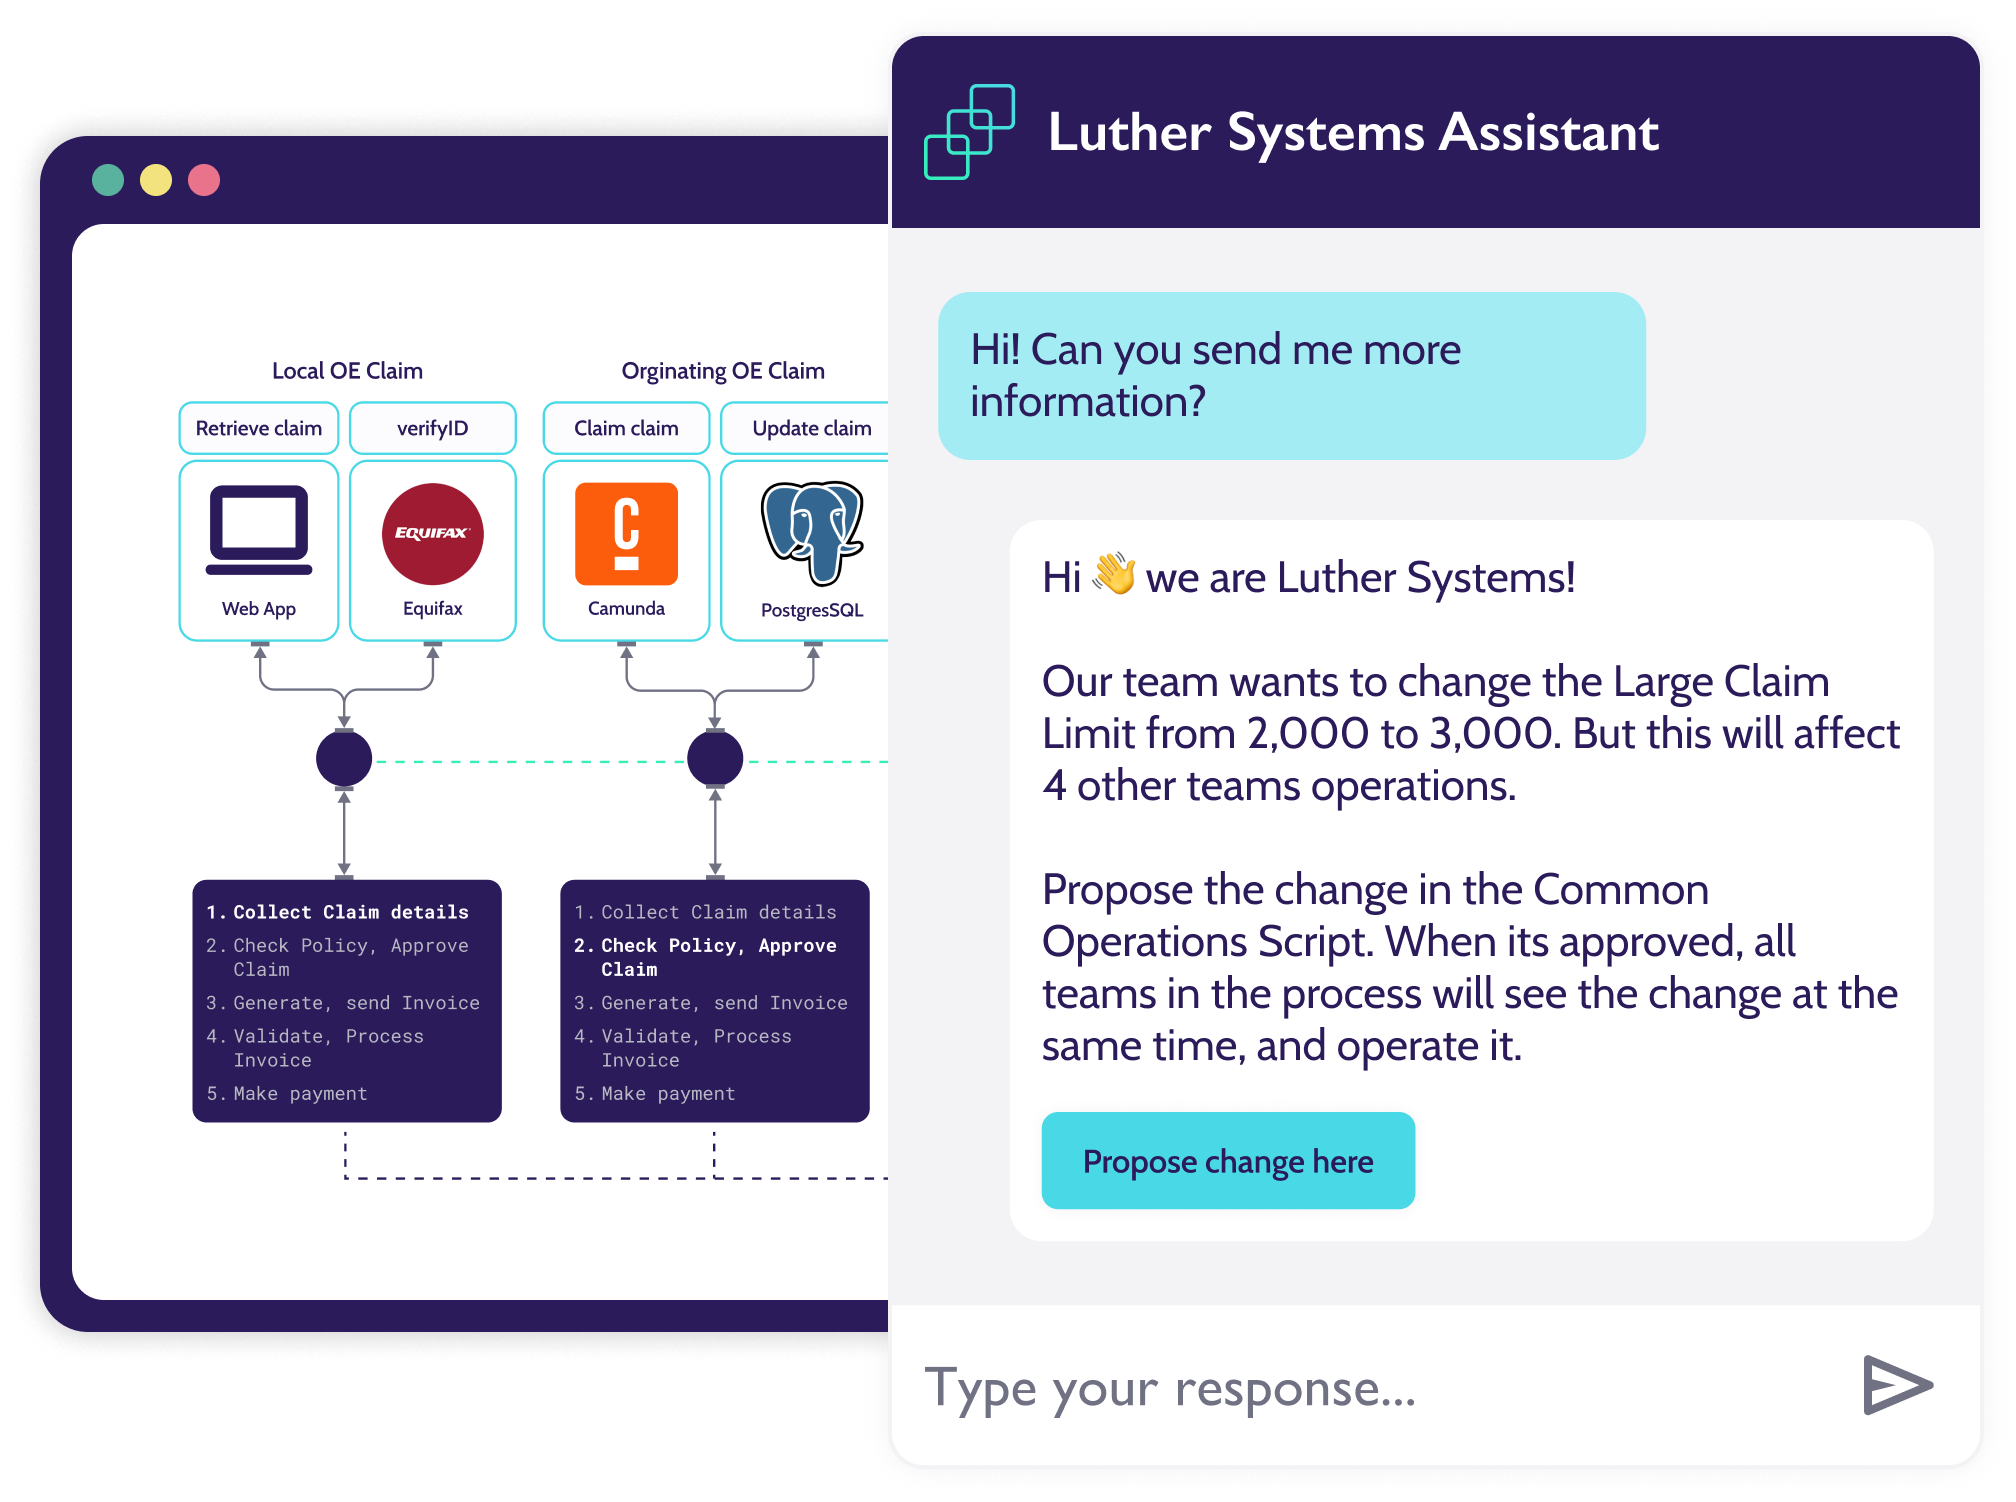 Local OE Claim
Orginating OE Claim
Retrieve claim
verifyID
Claim claim
Update claim
EQUIFAX
C
Web App
Equifax
Camunda
PostgresSQL
1. Collect Claim details
2. Check Policy, Approve
Claim
3. Generate, send Invoice
4. Validate, Process
Invoice
5. Make payment
1. Collect Claim details
2. Check Policy, Approve
Claim
3. Generate, send Invoice
4. Validate, Process
Invoice
5. Make payment
Luther Systems Assistant
Hi! Can you send me more
information?
Hi 👋 we are Luther Systems!
Our team wants to change the Large Claim
Limit from 2,000 to 3,000. But this will affect
4 other teams operations.
Propose the change in the Common
Operations Script. When its approved, all
teams in the process will see the change at the
same time, and operate it.
Propose change here
Type your response...